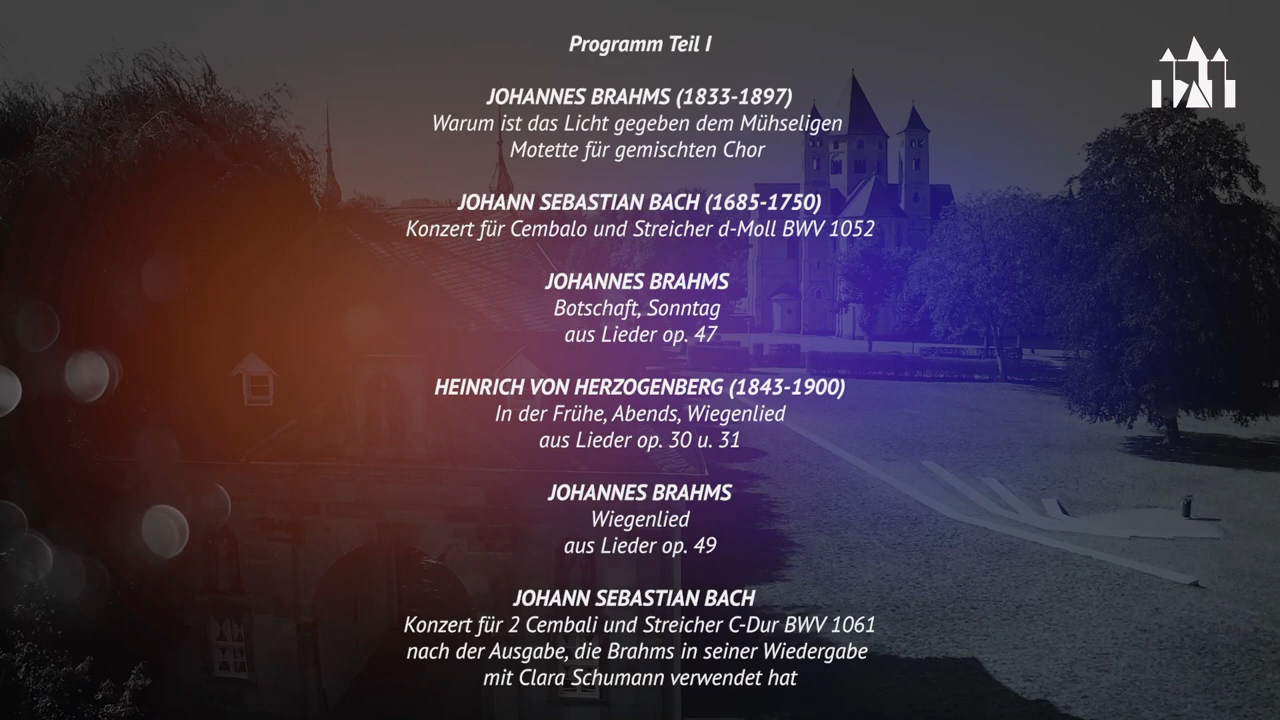 Programm Teil I
JOHANNES BRAHMS (1833-1897)
Warum ist das Licht gegeben dem Mühseligen
Motette für gemischten Chor
JOHANN SEBASTIAN BACH (1685-1750)
Konzert für Cembalo und Streicher d-Moll BWV 1052
JOHANNES BRAHMS
Botschaft, Sonntag
aus Lieder op. 47
HEINRICH VON HERZOGENBERG (1843-1900)
In der Frühe, Abends, Wiegenlied
aus Lieder op. 30 u. 31
JOHANNES BRAHMS
Wiegenlied
aus Lieder op. 49
JOHANN SEBASTIAN BACH
Konzert für 2 Cembali und Streicher C-Dur BWV 1061
nach der Ausgabe, die Brahms in seiner Wiedergabe
mit Clara Schumann verwendet hat